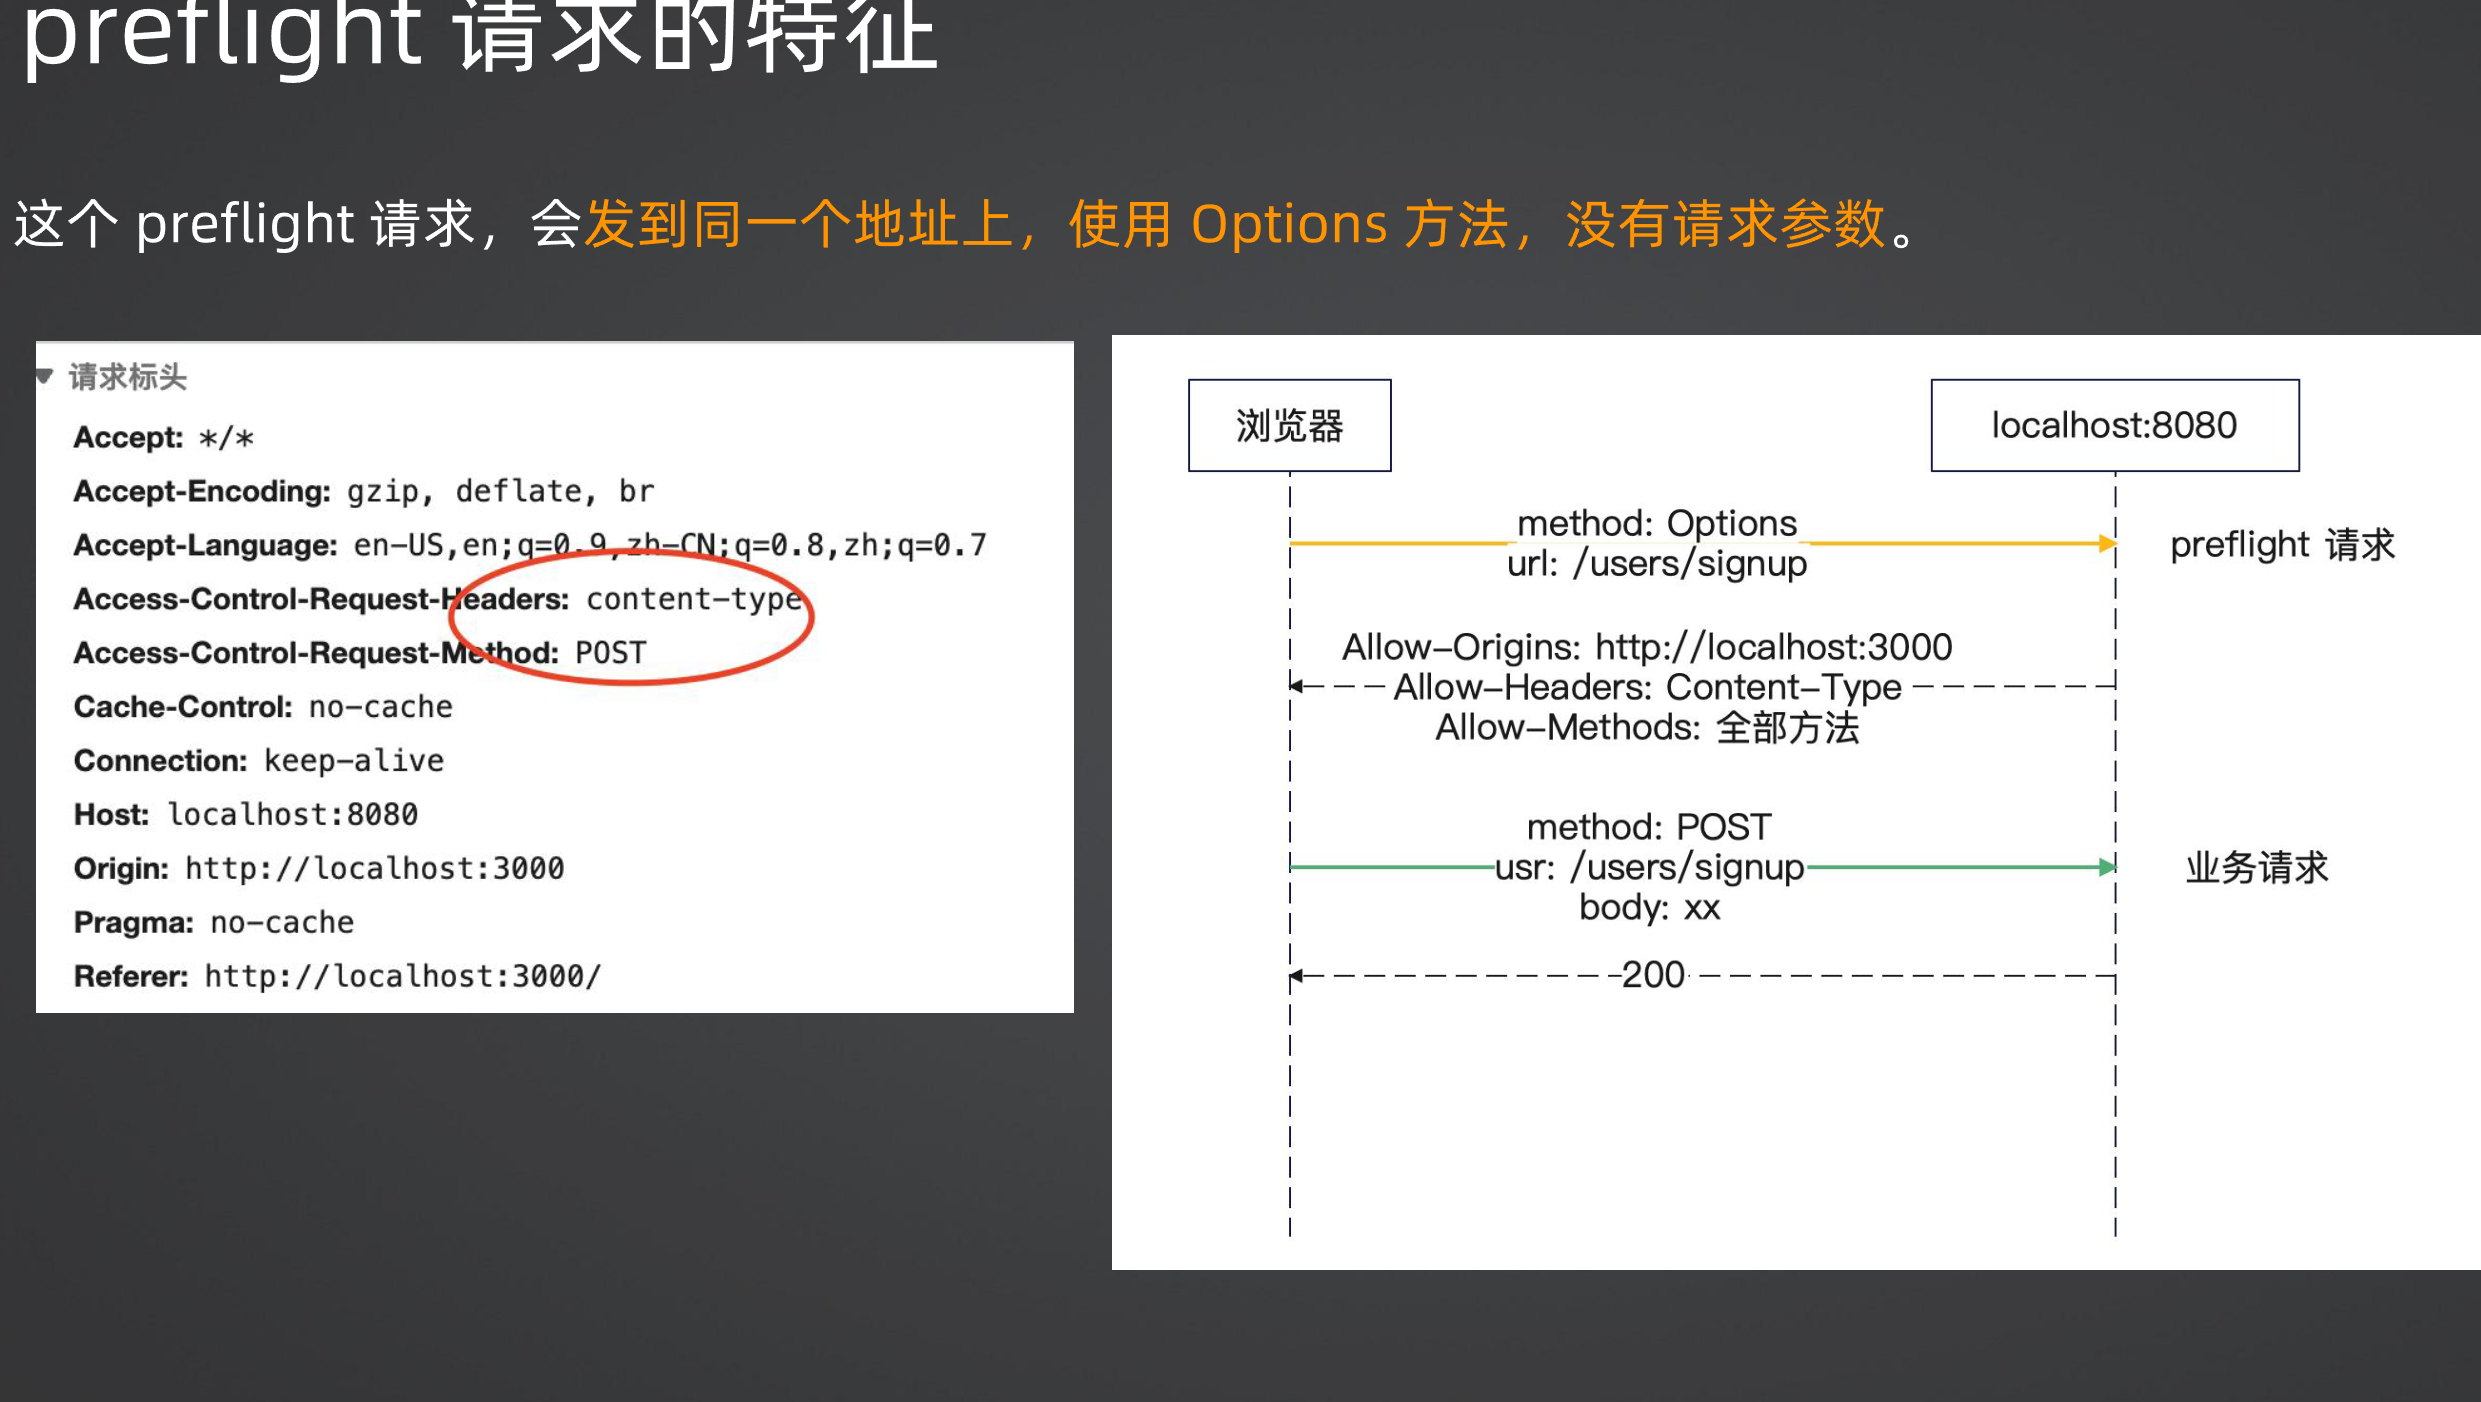 preflight 请求的特征
这个 preflight 请求，会发到同一个地址上，使用 Options 方法，没有请求参数。
请求标头
Accept: */*
Accept-Encoding: gzip, deflate, br
Accept-Language: en-US,en;q=0.9,zh-CN;q=0.8,zh;q=0.7
Access-Control-Request-Headers: content-type
Access-Control-Request-Method: POST
Cache-Control: no-cache
Connection: keep-alive
Host: localhost:8080
Origin: http://localhost:3000
Pragma: no-cache
Referer: http://localhost:3000/
浏览器
localhost:8080
method: Options
url: /users/signup
preflight 请求
Allow-Origins: http://localhost:3000
Allow-Headers: Content-Type
Allow-Methods: 全部方法
method: POST
usr: /users/signup
body: xx
业务请求
200